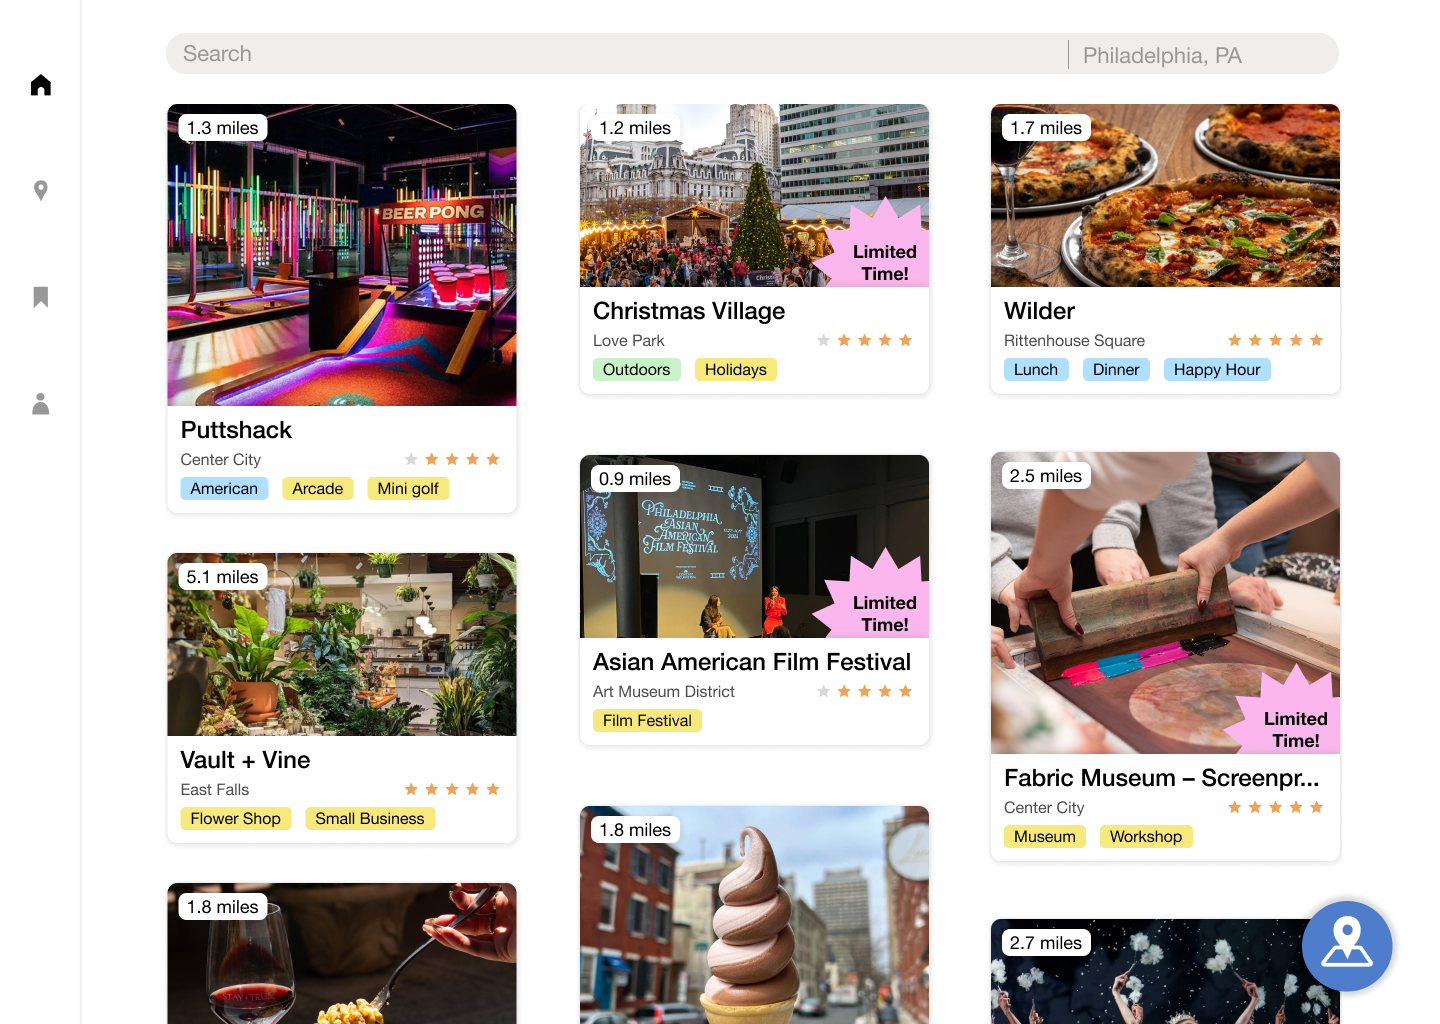 Search
Philadelphia, PA
1.3 miles
BEER PONG
Puttshack
Center City
American
Arcade
Mini golf
5.1 miles
Vault + Vine
East Falls
Flower Shop
Small Business
1.8 miles
1.2 miles
Limited
Time!
Christmas Village
Love Park
Outdoors
Holidays
0.9 miles
PHILADELPHIA
ASIAN
AMERICAN
FILM FESTIVAL
Limited
Time!
Asian American Film Festival
Art Museum District
Film Festival
1.8 miles
1.7 miles
Wilder
Rittenhouse Square
Lunch
Dinner
Happy Hour
2.5 miles
Limited
Time!
Fabric Museum – Screenpr...
Center City
Museum
Workshop
2.7 miles